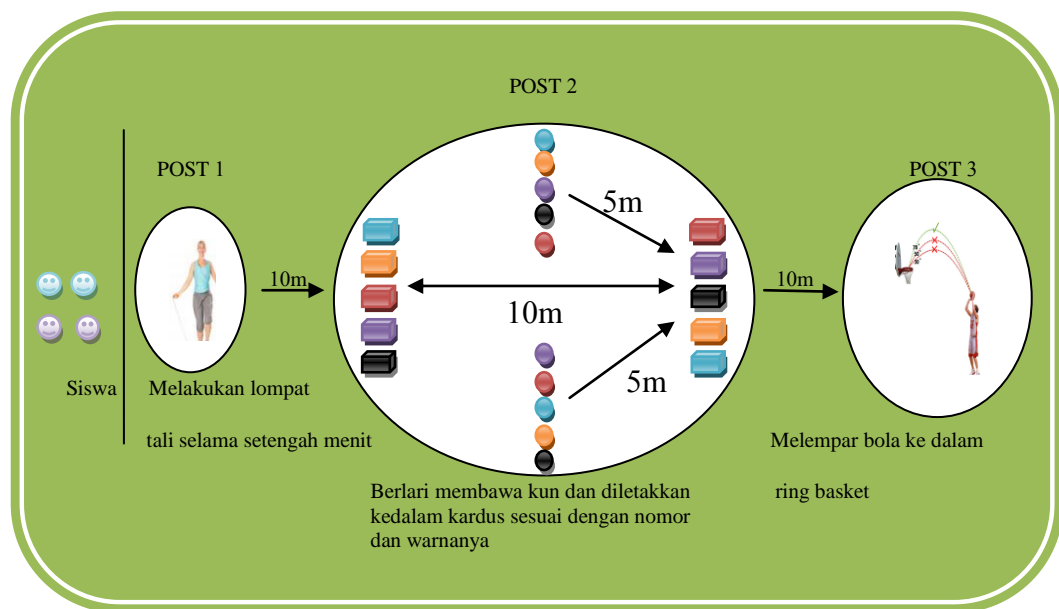 POST 2
POST 1
POST 3
5m
10m
10m
10m
5m
Siswa
Melakukan lompat
tali selama setengah menit
Melempar bola ke dalam
ring basket
Berlari membawa kun dan diletakkan
kedalam kardus sesuai dengan nomor
dan warnanya